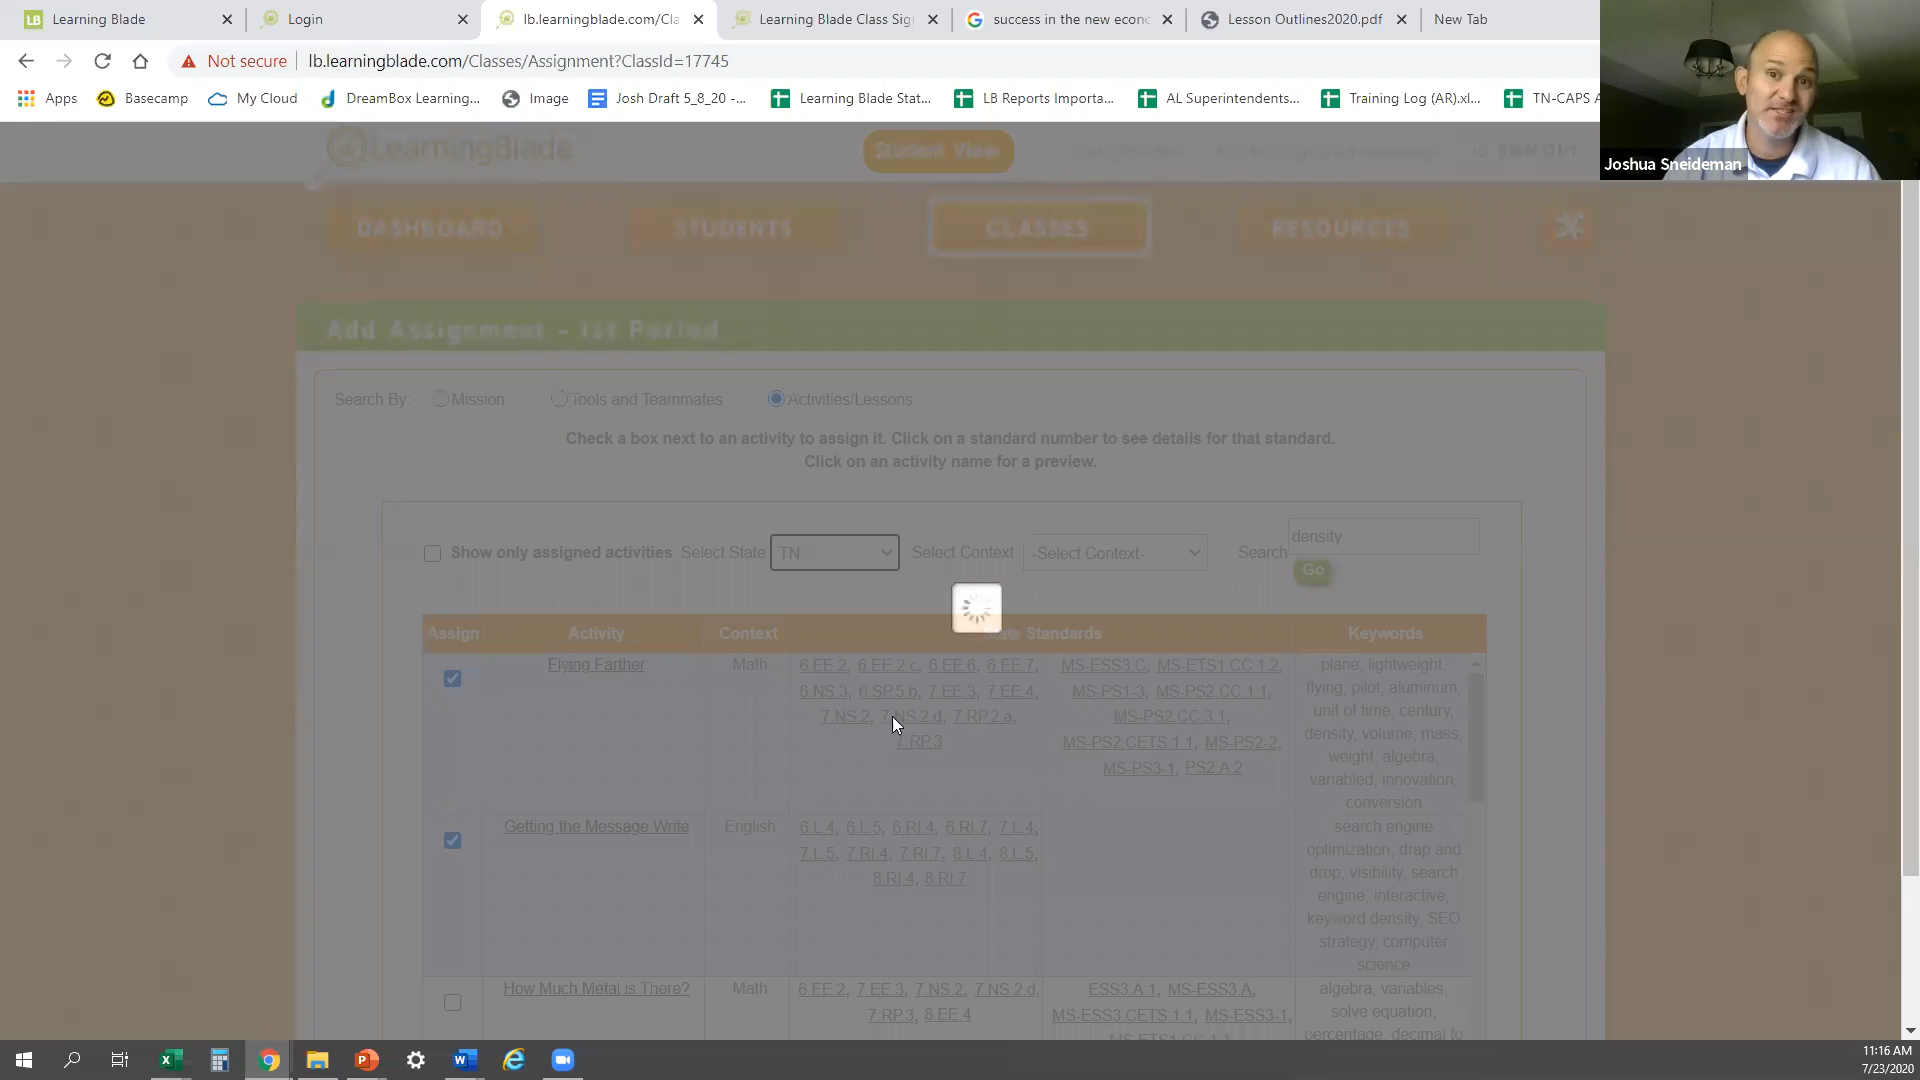 Learning Blade
Login
lb.learningblade.com/Cla
Learning Blade Class Sig
success in the new econ
Lesson Outlines2020.pdf
New Tab
Not secure
lb.learningblade.com/Classes/Assignment?ClassId=17745
Apps
Basecamp
My Cloud
DreamBox Learning...
Image
Josh Draft 5_8_20 -...
Learning Blade Stat...
LB Reports Importa...
AL Superintendents...
Training Log (AR).xl...
TN-CAPS A
Joshua Sneideman
LearningBlade
Student View
SIGN OUT
DASHBOARD
STUDENTS
CLASSES
RESOURCES
Add Assignment - 1st Period
Search By: Mission Tools and Teammates Activities/Lessons
Check a box next to an activity to assign it. Click on a standard number to see details for that standard.
Click on an activity name for a preview.
Show only assigned activities Select State TN Select Context -Select Context- Search density
Go
Assign Activity Context State Standards Keywords
Flying Farther
Math
6.EE.2, 6.EE.2.c, 6.EE.6, 6.EE.7,
6.NS.3, 6.SP.5.b, 7.EE.3, 7.EE.4,
7.NS.2, 7.NS.2.d, 7.RP.2.a,
7.RP.3
MS-ESS3.C, MS-ETS1.CC.1.2,
MS-PS1-3, MS-PS2.CC.1.1,
MS-PS2.CC.3.1,
MS-PS2.CETS.1.1, MS-PS2-2,
MS-PS3-1, PS2.A:2
plane, lightweight,
flying, pilot, aluminum,
unit of time, century,
density, volume, mass,
weight, algebra,
variabled, innovation,
conversion
Getting the Message Write
English
6.L.4, 6.L.5, 6.RI.4, 6.RI.7, 7.L.4,
7.L.5, 7.RI.4, 7.RI.7, 8.L.4, 8.L.5,
8.RI.4, 8.RI.7
search engine
optimization, drap and
drop, visibility, search
engine, interactive,
keyword density, SEO
strategy, computer
science
How Much Metal is There?
Math
6.EE.2, 7.EE.3, 7.NS.2, 7.NS.2.d,
7.RP.3, 8.EE.4
ESS3.A:1, MS-ESS3.A,
MS-ESS3.CETS.1.1, MS-ESS3-1,
MS-ETS1.CC.1.1,
algebra, variables,
solve equation,
percentage, decimal to
11:16 AM
7/23/2020